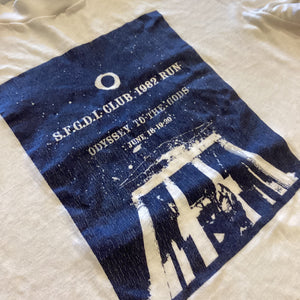 S.F.G.D.I. CLUB. 1982 RUN.
ODYSSEY TO THE GODS
JUNE 18-19-20